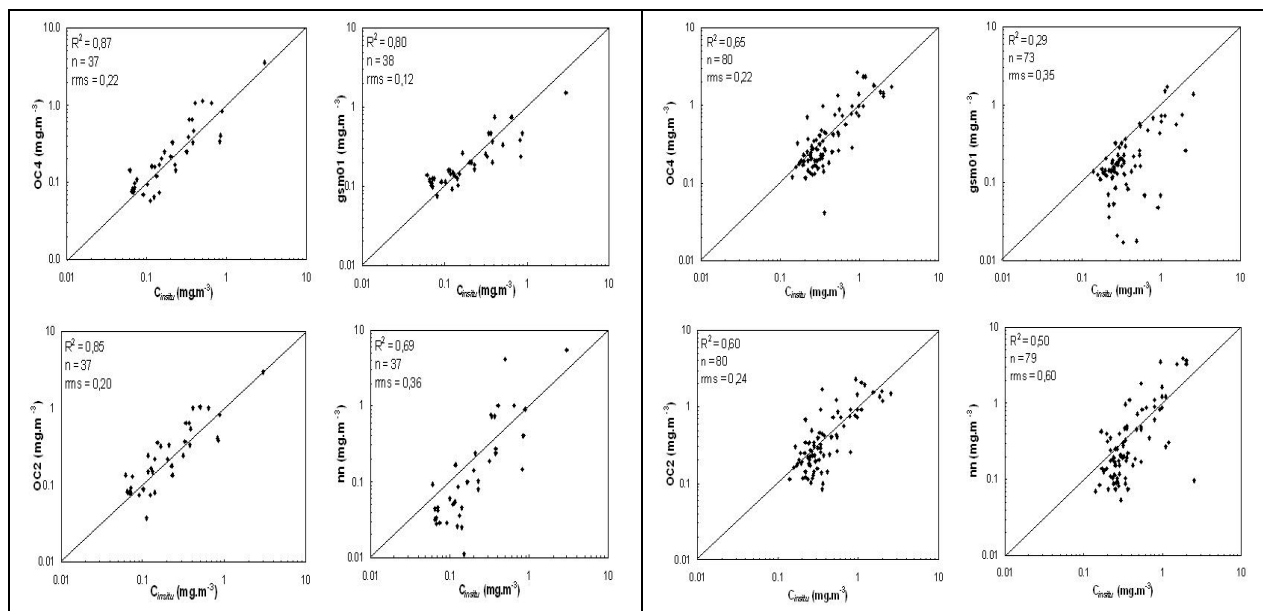 10.0
R² = 0,87
n = 37
rms = 0,22
1.0
0.1
0.0
OC4 (mg.m⁻³)
0.01
0.1
1
10
C insitu (mg.m⁻³)
10
R² = 0,80
n = 38
rms = 0,12
1
0.1
0.01
gsm01 (mg.m⁻³)
0.01
0.1
1
10
C insitu (mg.m⁻³)
10
R² = 0,65
n = 80
rms = 0,22
1
0.1
0.01
OC4 (mg.m⁻³)
0.01
0.1
1
10
C insitu (mg.m⁻³)
10
R² = 0,29
n = 73
rms = 0,35
1
0.1
0.01
gsm01 (mg.m⁻³)
0.01
0.1
1
10
C insitu (mg.m⁻³)
10
R² = 0,85
n = 37
rms = 0,20
1
0.1
0.01
OC2 (mg.m⁻³)
0.01
0.1
1
10
C insitu (mg.m⁻³)
10
R² = 0,69
n = 37
rms = 0,36
1
0.1
0.01
nn (mg.m⁻³)
0.01
0.1
1
10
C insitu (mg.m⁻³)
10
R² = 0,60
n = 80
rms = 0,24
1
0.1
0.01
OC2 (mg.m⁻³)
0.01
0.1
1
10
C insitu (mg.m⁻³)
10
R² = 0,50
n = 79
rms = 0,60
1
0.1
0.01
nn (mg.m⁻³)
0.01
0.1
1
10
C insitu (mg.m⁻³)